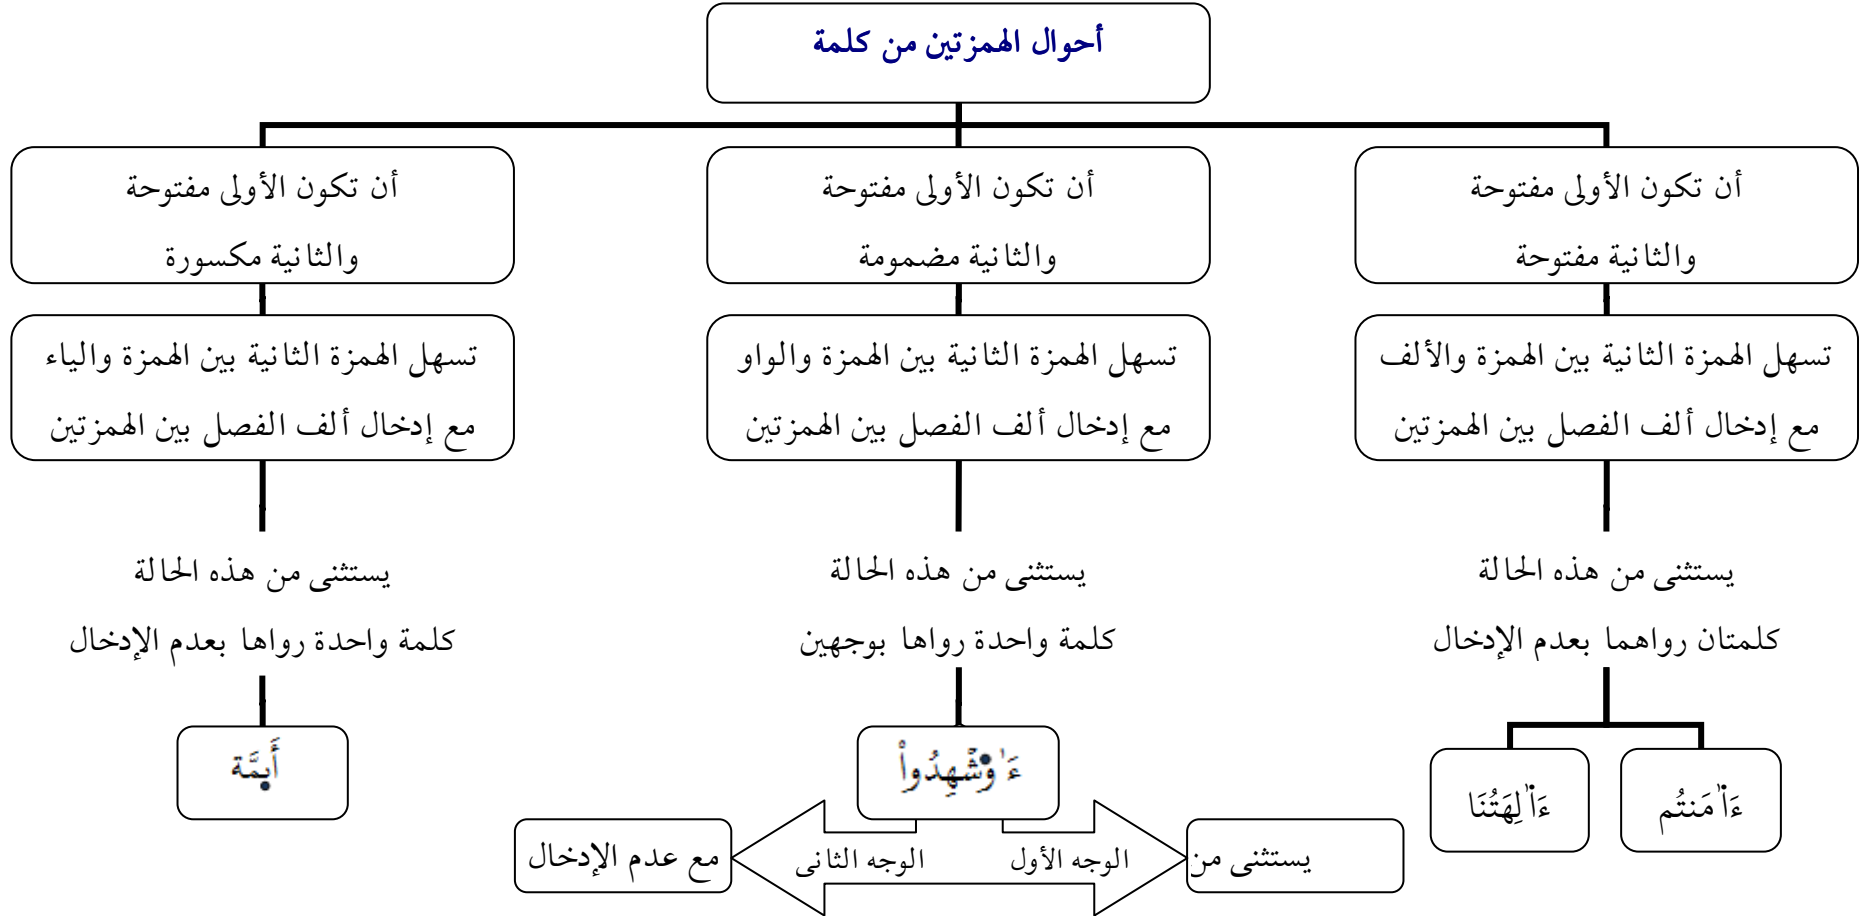 أحوال الهمزتين من كلمة
أن تكون الأولى مفتوحة
والثانية مفتوحة
أن تكون الأولى مفتوحة
والثانية مضمومة
أن تكون الأولى مفتوحة
والثانية مكسورة
تسهل الهمزة الثانية بين الهمزة والألف
مع إدخال ألف الفصل بين الهمزتين
تسهل الهمزة الثانية بين الهمزة والواو
مع إدخال ألف الفصل بين الهمزتين
تسهل الهمزة الثانية بين الهمزة والياء
مع إدخال ألف الفصل بين الهمزتين
يستثنى من هذه الحالة
كلمتان رواهما بعدم الإدخال
يستثنى من هذه الحالة
كلمة واحدة رواها بوجهين
يستثنى من هذه الحالة
كلمة واحدة رواها بعدم الإدخال
ءَا۬مَنتُم
ءَا۬لِهَتُنَا
ءَٰو۬شْهِدُواْ
أَى۪مَّة
يستثنى من
الوجه الأول
الوجه الثانى
مع عدم الإدخال